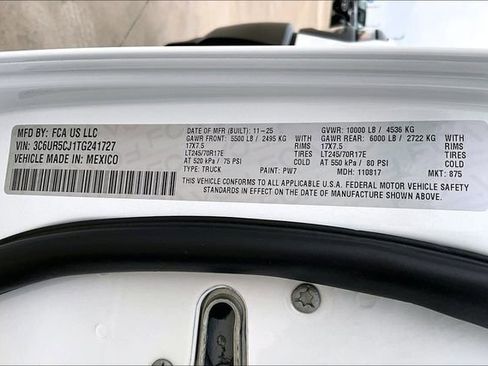 MFD BY: FCA US LLC
VIN: 3C6UR5CJ1TG241727
VEHICLE MADE IN: MEXICO
DATE OF MFR (BUILT): 11-25
GAWR FRONT: 5500 LB / 2495 KG
17X7.5
LT245/70R17E
AT 520 kPa / 75 PSI
TYPE: TRUCK
WITH
RIMS
TIRES
COLD
PAINT: PW7
GVWR: 10000 LB / 4536 KG
GAWR REAR: 6000 LB / 2722 KG
17X7.5
LT245/70R17E
AT 550 kPa / 80 PSI
MDH: 110817
WITH
RIMS
TIRES
COLD
MKT: 875
THIS VEHICLE CONFORMS TO ALL APPLICABLE U.S.A. FEDERAL MOTOR VEHICLE SAFETY
STANDARDS IN EFFECT ON THE DATE OF MANUFACTURE SHOWN ABOVE.